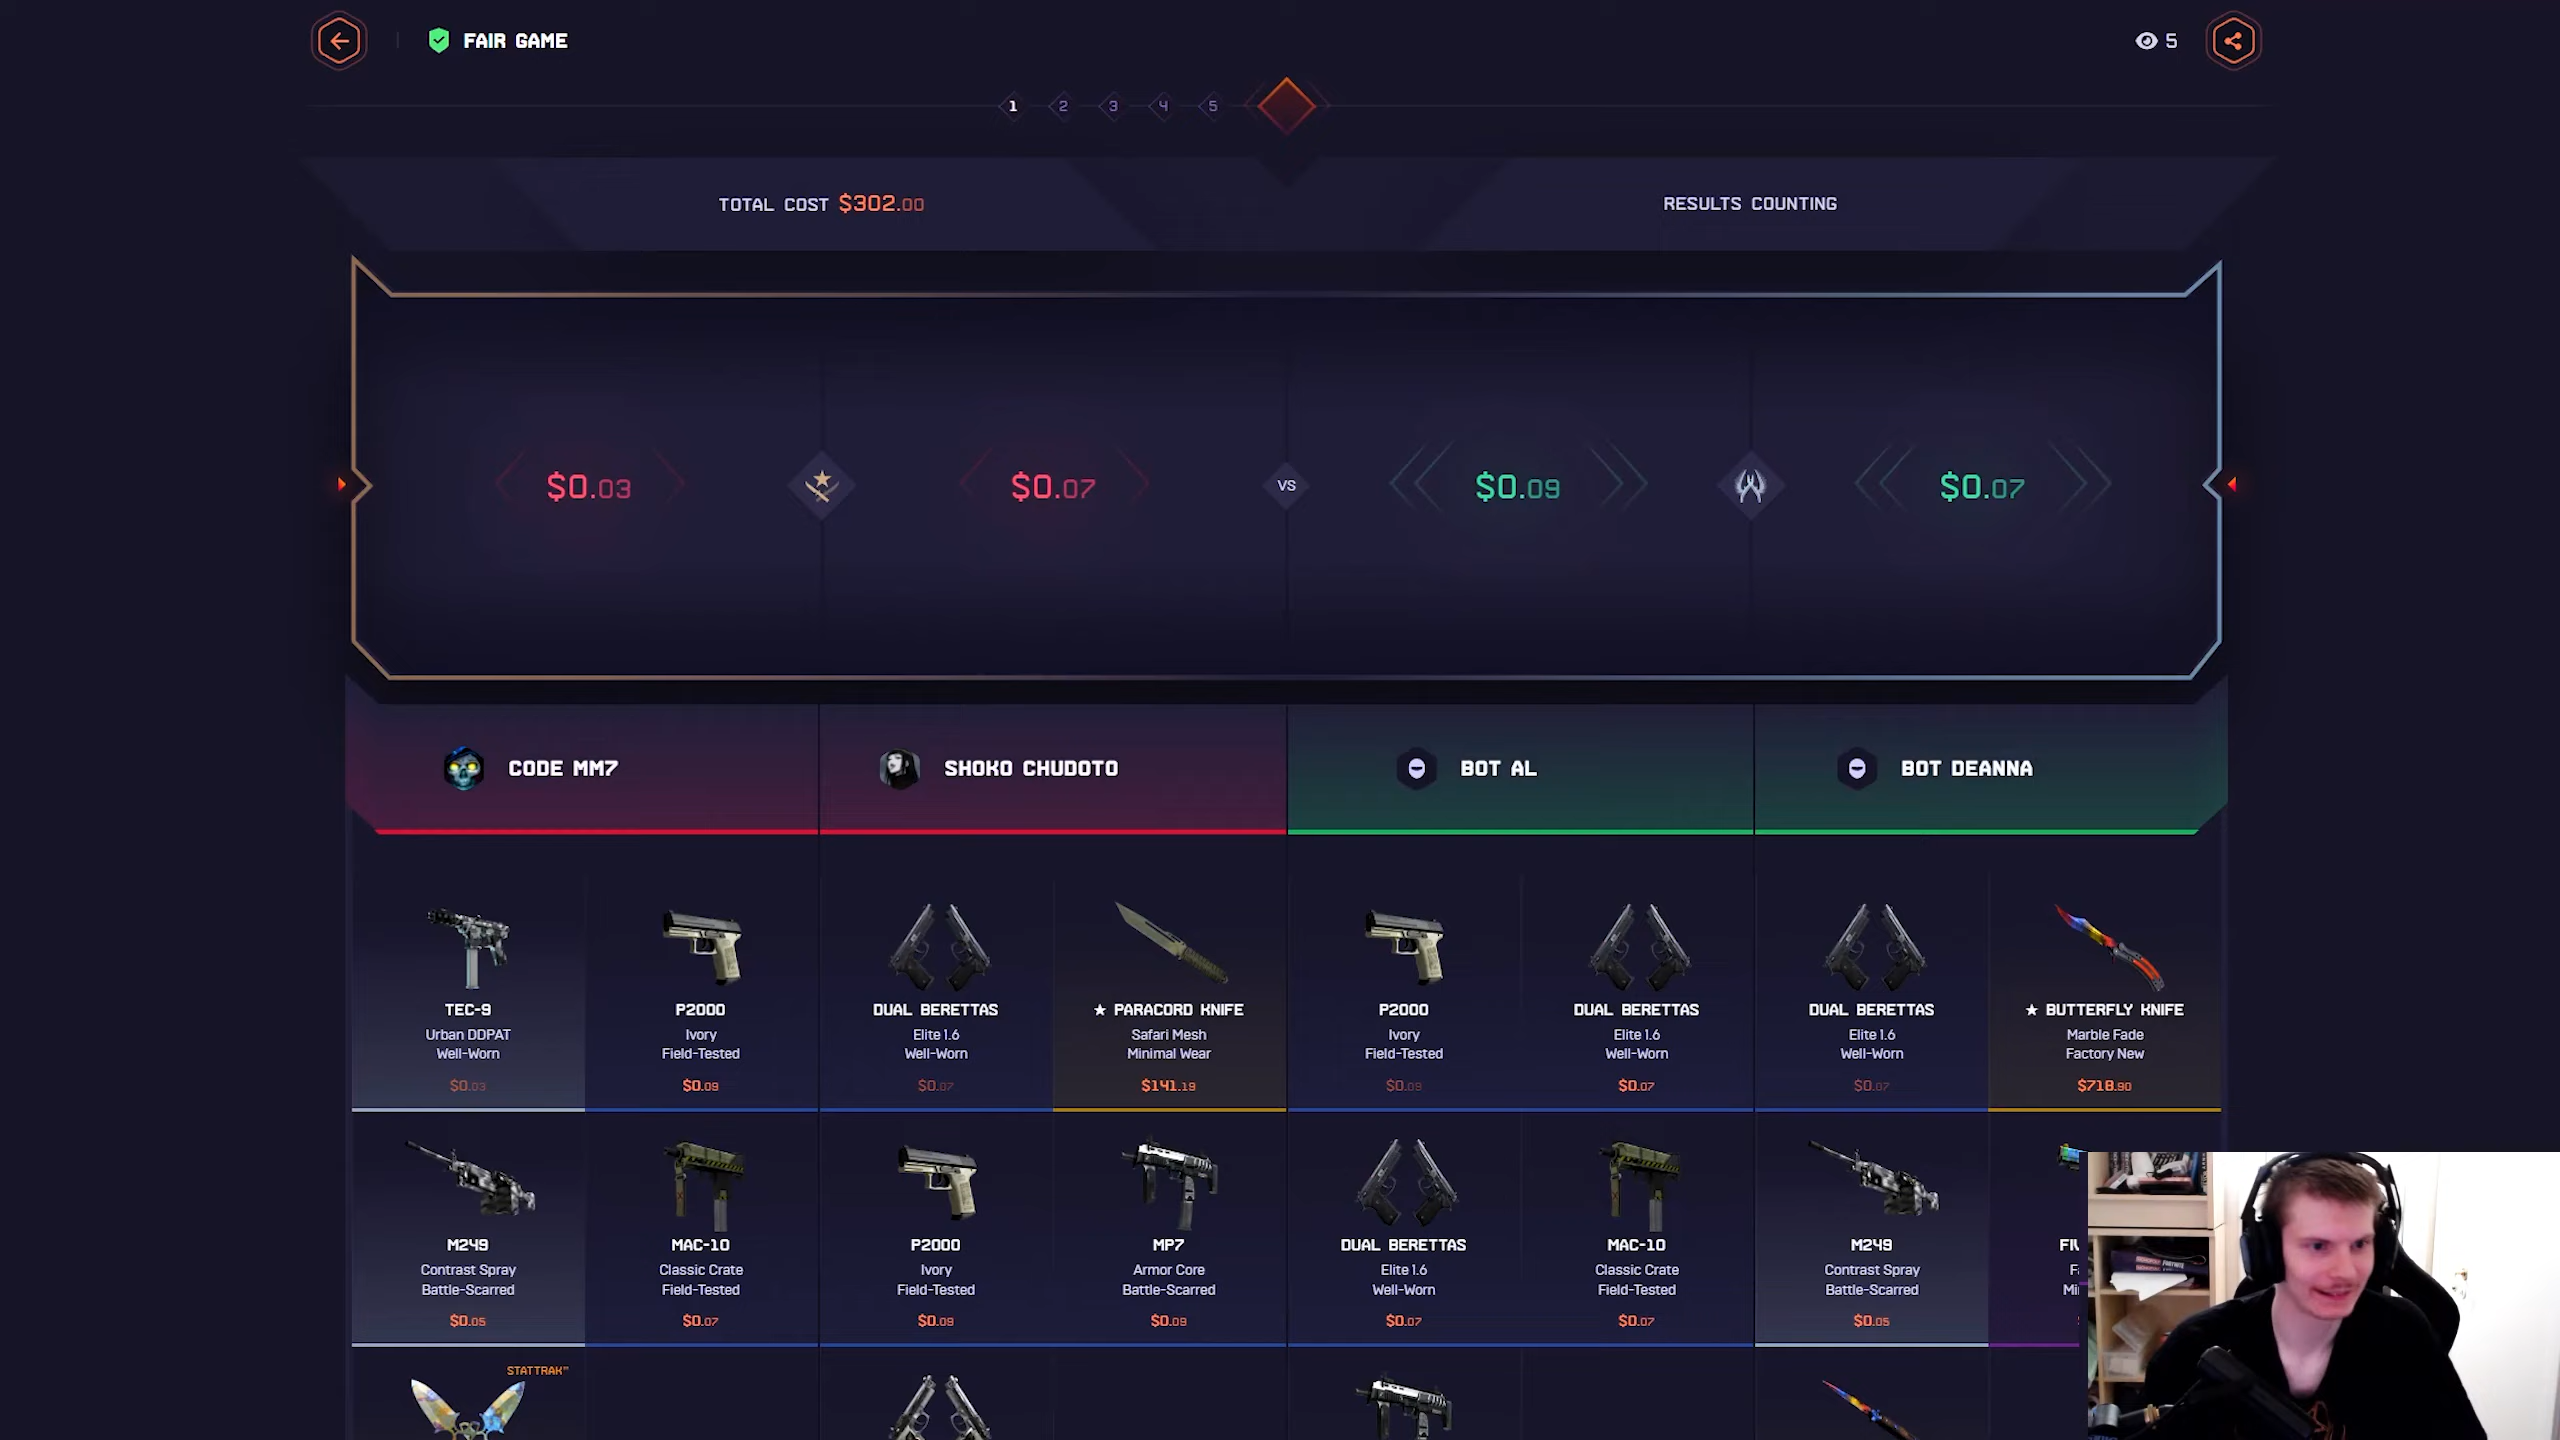 FAIR GAME
5
1 2 3 4 5
TOTAL COST $302.00
RESULTS COUNTING
$0.03
$0.07
VS
$0.09
$0.07
CODE MM7
SHOKO CHUDOTO
BOT AL
BOT DEANNA
TEC-9
Urban DDPAT
Well-Worn
$0.03
P2000
Ivory
Field-Tested
$0.09
DUAL BERETTAS
Elite 1.6
Well-Worn
$0.07
★ PARACORD KNIFE
Safari Mesh
Minimal Wear
$141.19
P2000
Ivory
Field-Tested
$0.09
DUAL BERETTAS
Elite 1.6
Well-Worn
$0.07
DUAL BERETTAS
Elite 1.6
Well-Worn
$0.07
★ BUTTERFLY KNIFE
Marble Fade
Factory New
$718.90
M249
Contrast Spray
Battle-Scarred
$0.05
MAC-10
Classic Crate
Field-Tested
$0.07
P2000
Ivory
Field-Tested
$0.09
MP7
Armor Core
Battle-Scarred
$0.09
DUAL BERETTAS
Elite 1.6
Well-Worn
$0.07
MAC-10
Classic Crate
Field-Tested
$0.07
M249
Contrast Spray
Battle-Scarred
$0.05
STATTRAK™